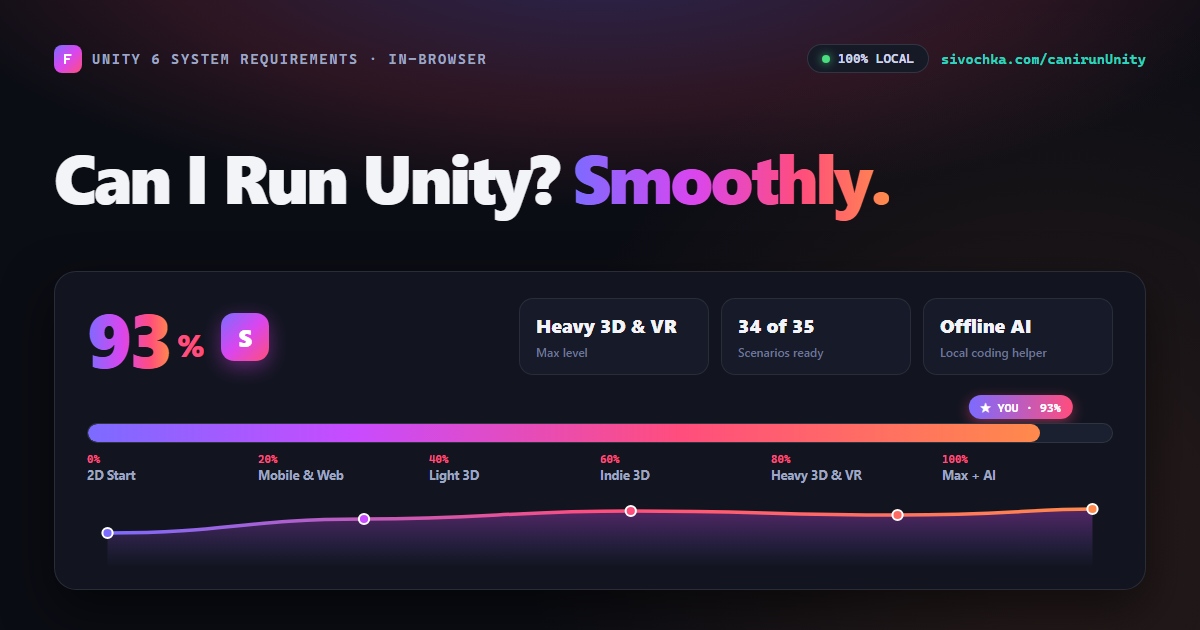 F UNITY 6 SYSTEM REQUIREMENTS · IN-BROWSER
100% LOCAL
sivochka.com/canirunUnity
Can I Run Unity? Smoothly.
93% S
Heavy 3D & VR
Max level
34 of 35
Scenarios ready
Offline AI
Local coding helper
★ YOU · 93%
0%
2D Start
20%
Mobile & Web
40%
Light 3D
60%
Indie 3D
80%
Heavy 3D & VR
100%
Max + AI